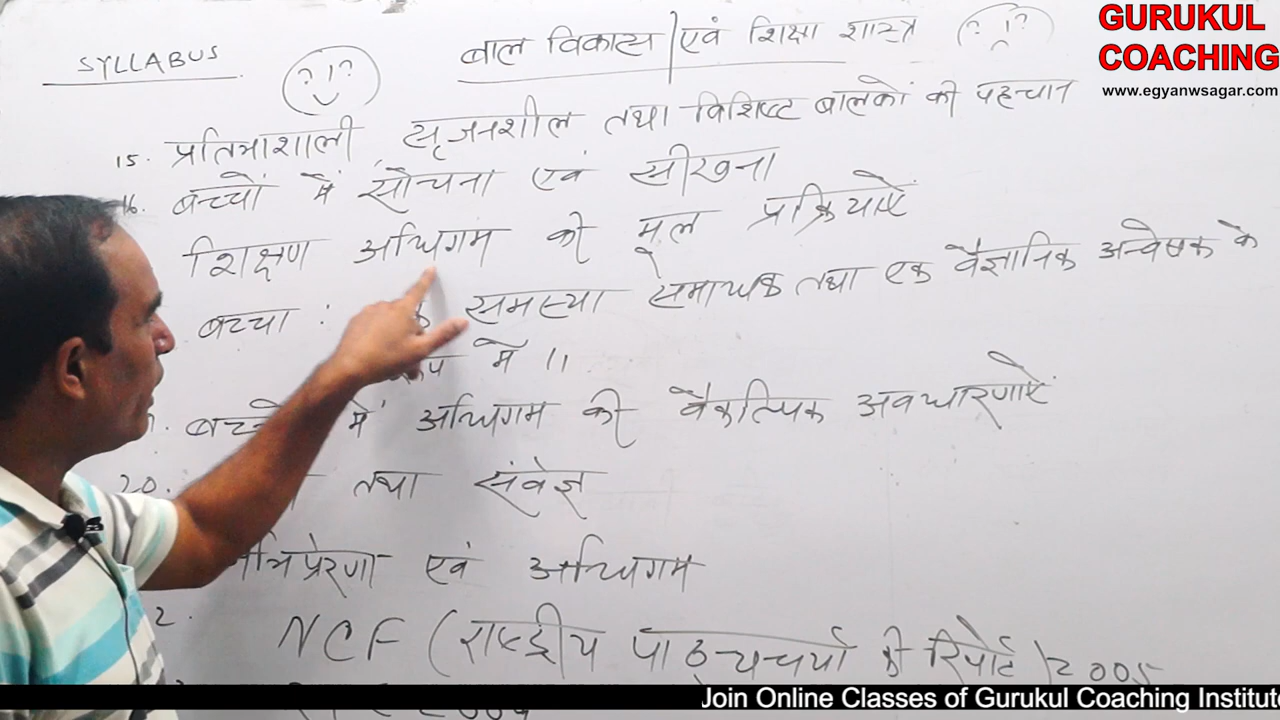 SYLLABUS
बाल विकास एवं शिक्षा शास्त्र
GURUKUL
COACHING
www.egyanwsagar.com
15. प्रतिभाशाली सृजनशील तथा विशिष्ट बालकों की पहचान
16. बच्चों में सोचना एवं सीखना
शिक्षण अधिगम की मूल प्रक्रियाएं
बच्चा : समस्या समाधक तथा एक वैज्ञानिक अन्वेषक के
रूप में ।।
बच्चों में अधिगम की वैकल्पिक अवधारणाएं
20. तथा संवेज्ञ
अभिप्रेरणा एवं अधिगम
2.
NCF (राष्ट्रीय पाठ्यचर्या की रिपोर्ट) 2005
Join Online Classes of Gurukul Coaching Institute